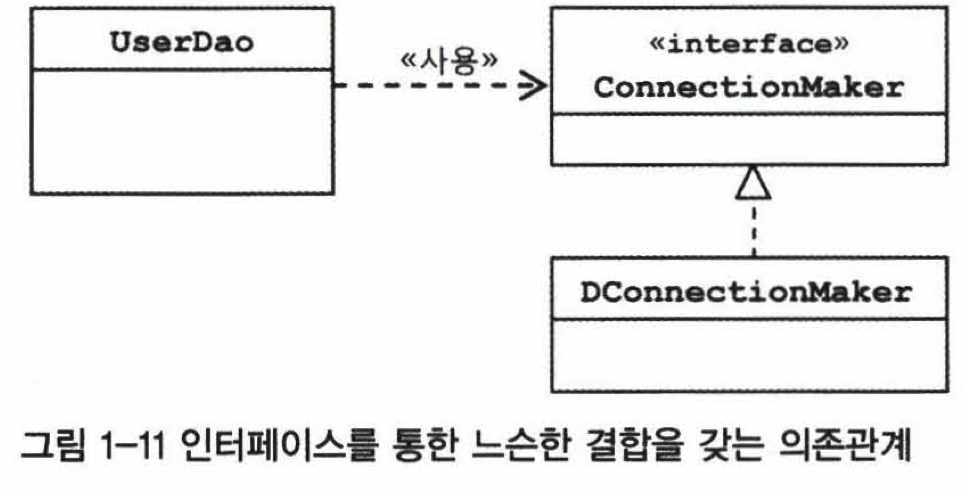 UserDao
«사용»
«interface»
ConnectionMaker
DConnectionMaker
그림 1-11 인터페이스를 통한 느슨한 결합을 갖는 의존관계